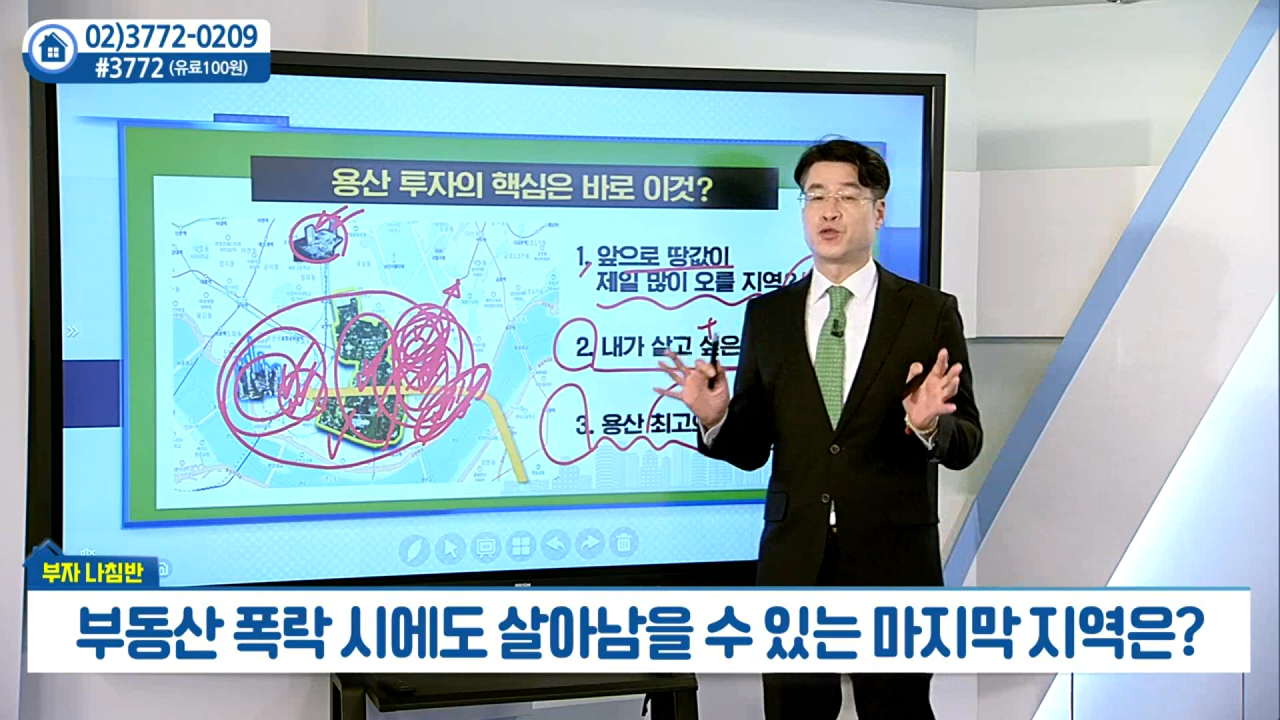 02)3772-0209
#3772 (유료100원)
용산 투자의 핵심은 바로 이것?
1. 앞으로 땅값이
제일 많이 오를 지역?
2. 내가 살고 싶은
3. 용산 최고의
부자 나침반
부동산 폭락 시에도 살아남을 수 있는 마지막 지역은?